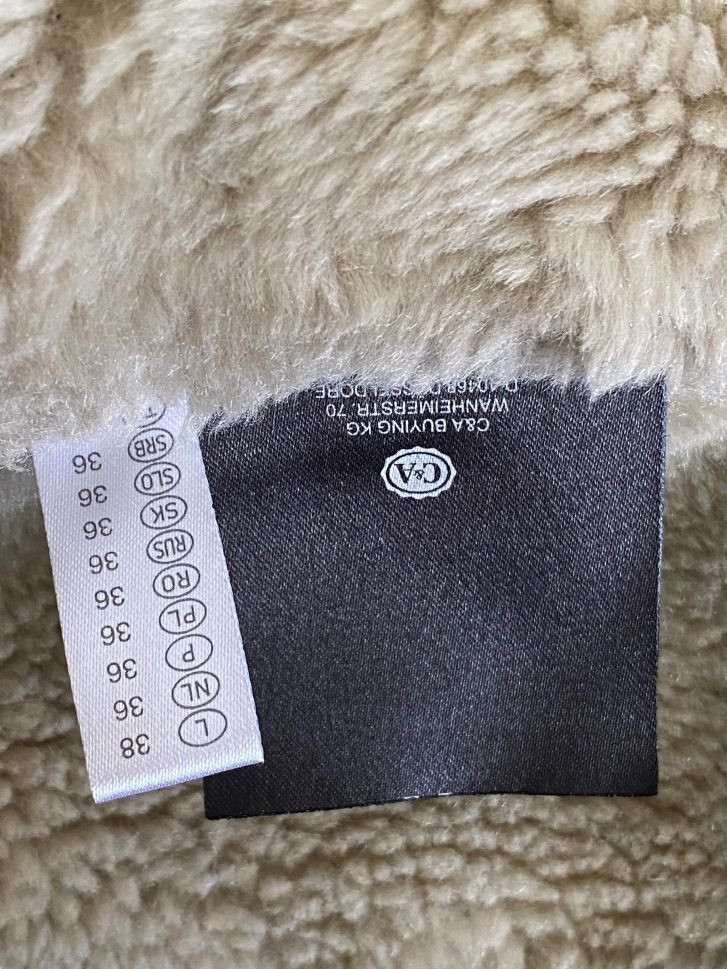 C&A
C&A BUYING KG
WANHEIMERSTR. 70
L 38
NL 36
P 36
PL 36
RO 36
RUS 36
SK 36
SLO 36
SRB 36